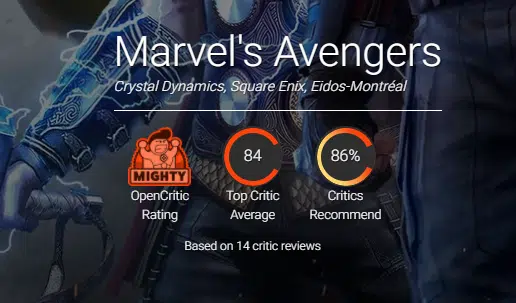 Marvel's Avengers
Crystal Dynamics, Square Enix, Eidos-Montréal
MIGHTY
84
86%
OpenCritic
Rating
Top Critic
Average
Critics
Recommend
Based on 14 critic reviews